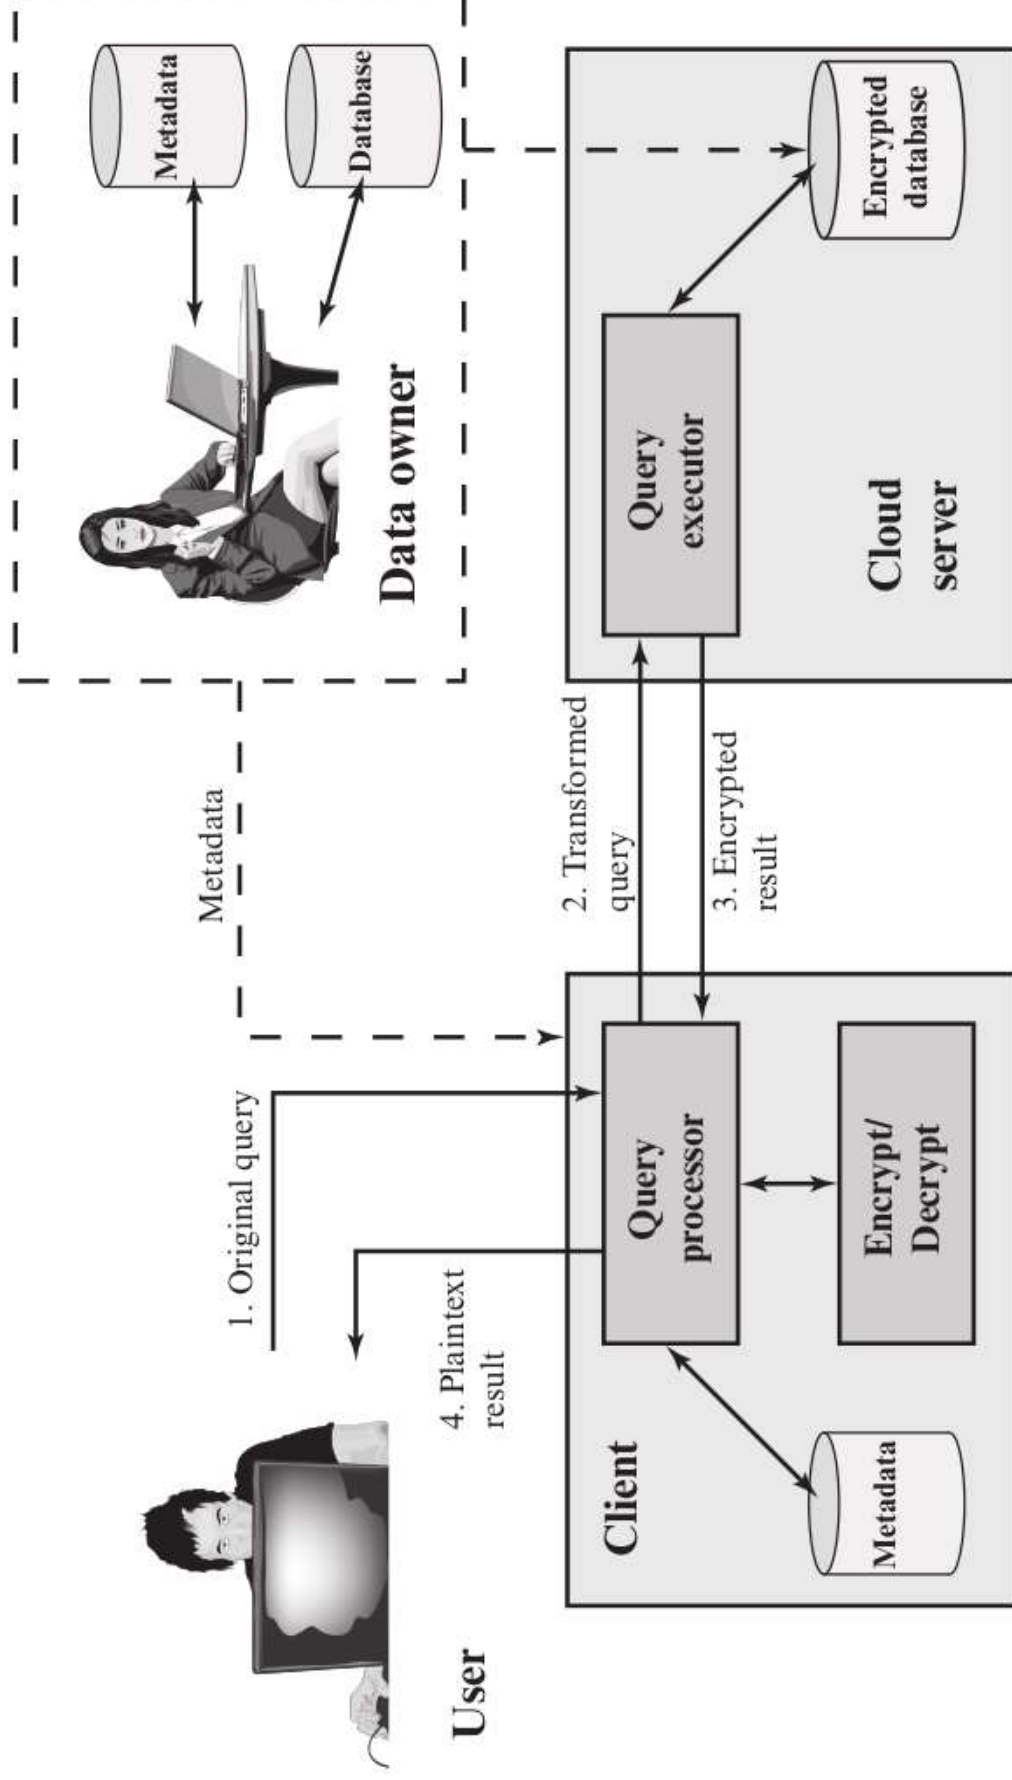 Metadata
Database
Data owner
Metadata
1. Original query
4. Plaintext
result
User
Client
Query
processor
Encrypt/
Decrypt
Metadata
2. Transformed
query
3. Encrypted
result
Query
executor
Encrypted
database
Cloud
server